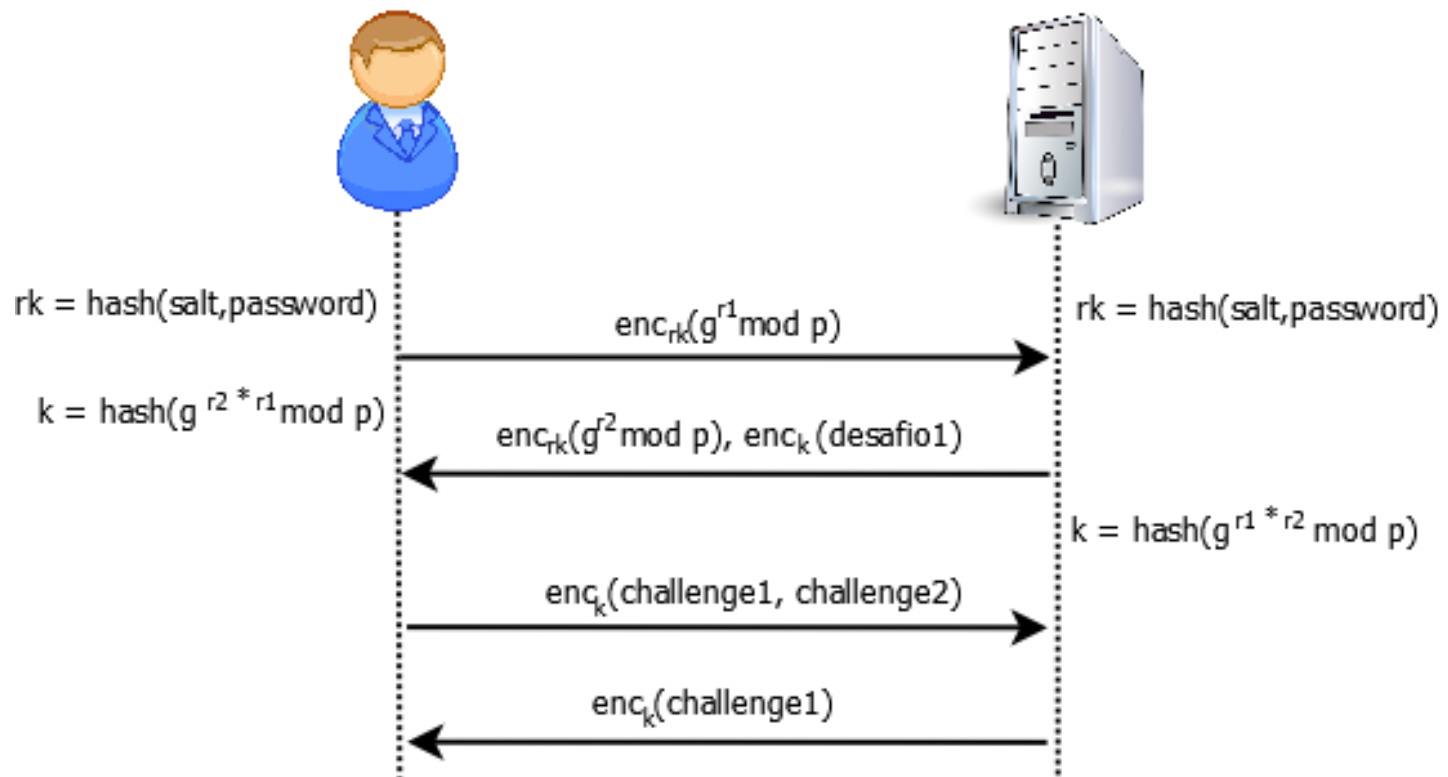 rk = hash(salt,password)
rk = hash(salt,password)
enc_rk(g^r1 mod p)
k = hash(g^r2 * r1 mod p)
enc_rk(g^r2 mod p), enc_k(desafio1)
k = hash(g^r1 * r2 mod p)
enc_k(challenge1, challenge2)
enc_k(challenge1)